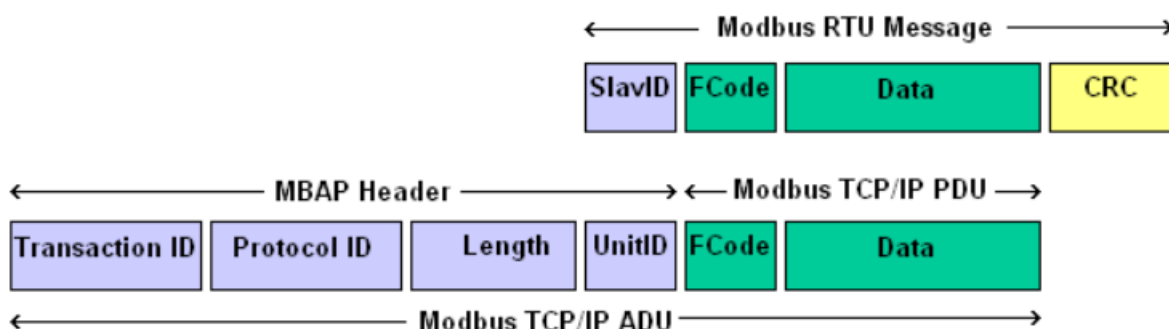 Modbus RTU Message
SlavID FCode Data CRC
MBAP Header Modbus TCP/IP PDU
Transaction ID Protocol ID Length UnitID FCode Data
Modbus TCP/IP ADU